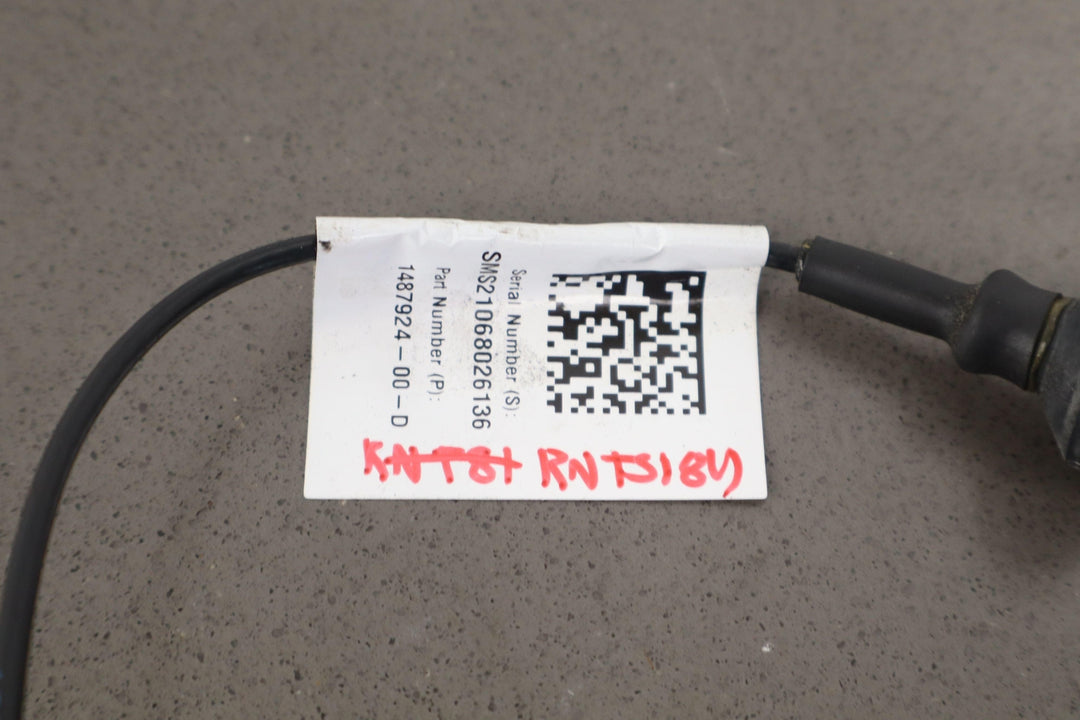 Serial Number (S):
SMS21068026136
Part Number (P):
1487924-00-D
RNTS184